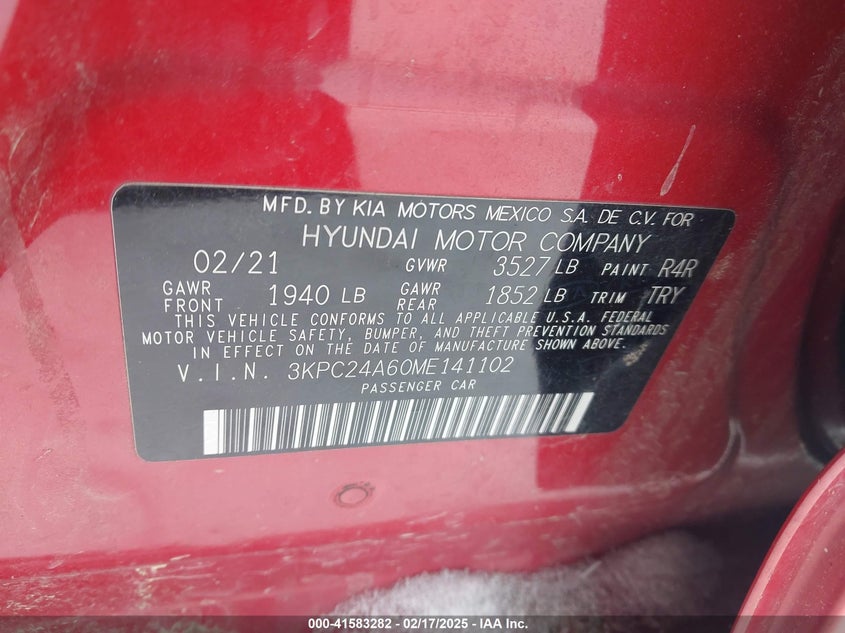 MFD. BY KIA MOTORS MEXICO S.A. DE C.V. FOR
HYUNDAI MOTOR COMPANY
02/21 GVWR 3527 LB PAINT R4R
GAWR FRONT 1940 LB GAWR REAR 1852 LB TRIM TRY
THIS VEHICLE CONFORMS TO ALL APPLICABLE U.S.A. FEDERAL
MOTOR VEHICLE SAFETY, BUMPER, AND THEFT PREVENTION STANDARDS
IN EFFECT ON THE DATE OF MANUFACTURE SHOWN ABOVE.
V.I.N. 3KPC24A60ME141102
PASSENGER CAR
000-41583282 - 02/17/2025 - IAA Inc.